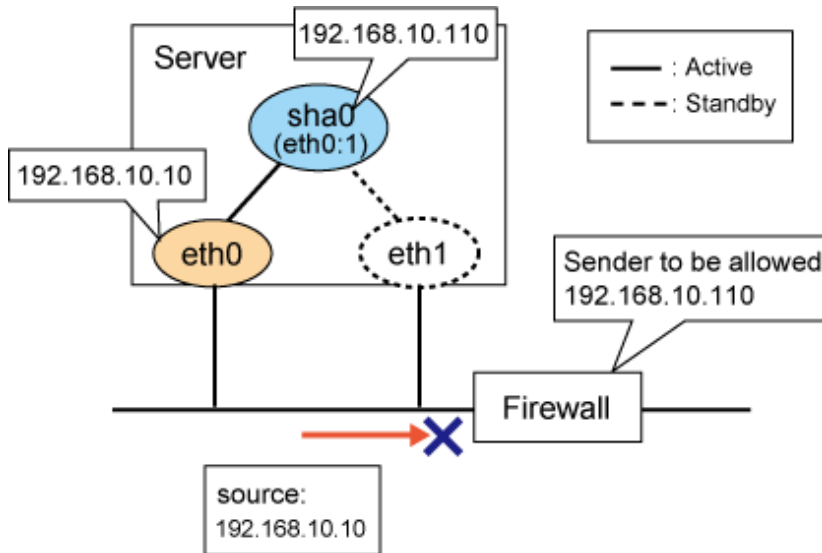 192.168.10.110
Server
: Active
: Standby
sha0
(eth0:1)
192.168.10.10
eth0
eth1
Sender to be allowed
192.168.10.110
Firewall
source:
192.168.10.10